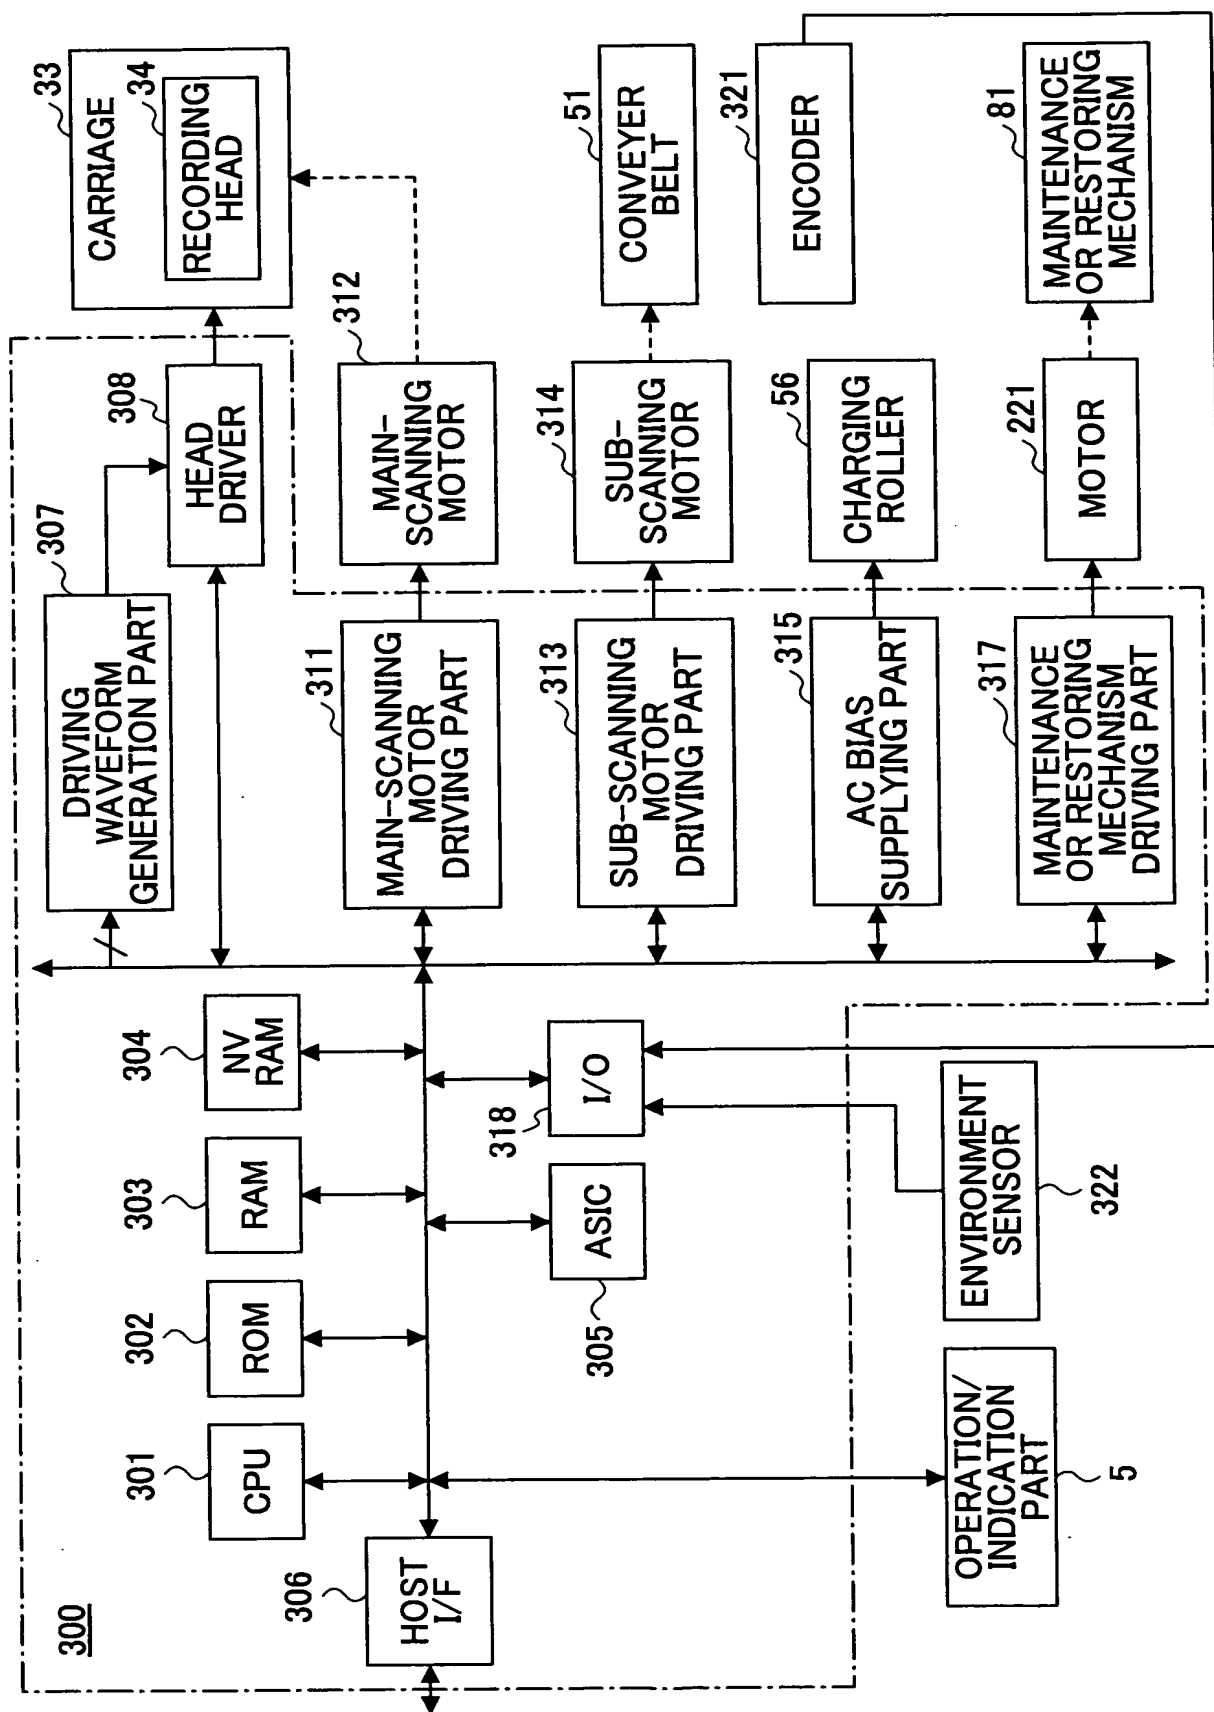 300
306
HOST
I/F
301
CPU
302
ROM
303
RAM
304
NV
RAM
305
ASIC
318
I/O
5
OPERATION/
INDICATION
PART
322
ENVIRONMENT
SENSOR
307
DRIVING
WAVEFORM
GENERATION PART
308
HEAD
DRIVER
33
CARRIAGE
34
RECORDING
HEAD
311
MAIN-SCANNING
MOTOR
DRIVING PART
312
MAIN-
SCANNING
MOTOR
313
SUB-SCANNING
MOTOR
DRIVING PART
314
SUB-
SCANNING
MOTOR
51
CONVEYER
BELT
315
AC BIAS
SUPPLYING PART
56
CHARGING
ROLLER
321
ENCODER
317
MAINTENANCE
OR RESTORING
MECHANISM
DRIVING PART
221
MOTOR
81
MAINTENANCE
OR RESTORING
MECHANISM